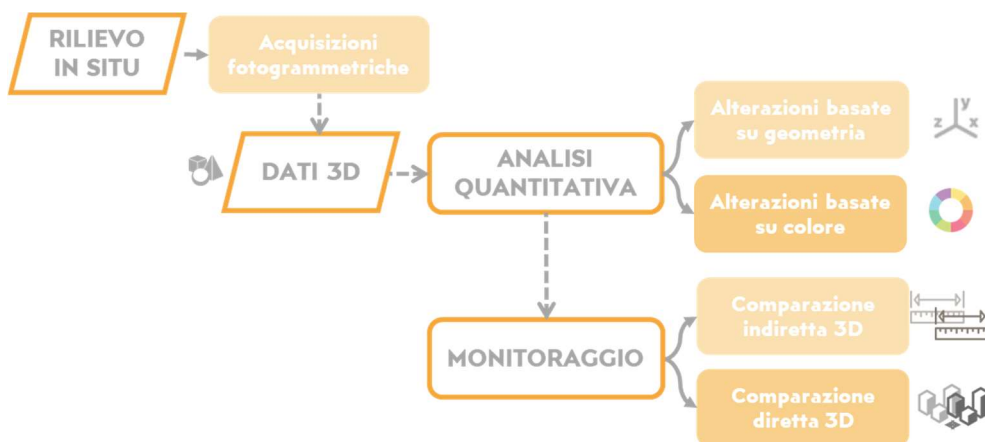 RILIEVO
IN SITU
Acquisizioni
fotogrammetriche
DATI 3D
ANALISI
QUANTITATIVA
Alterazioni basate
su geometria
z
y
x
Alterazioni basate
su colore
MONITORAGGIO
Comparazione
indiretta 3D
Comparazione
diretta 3D